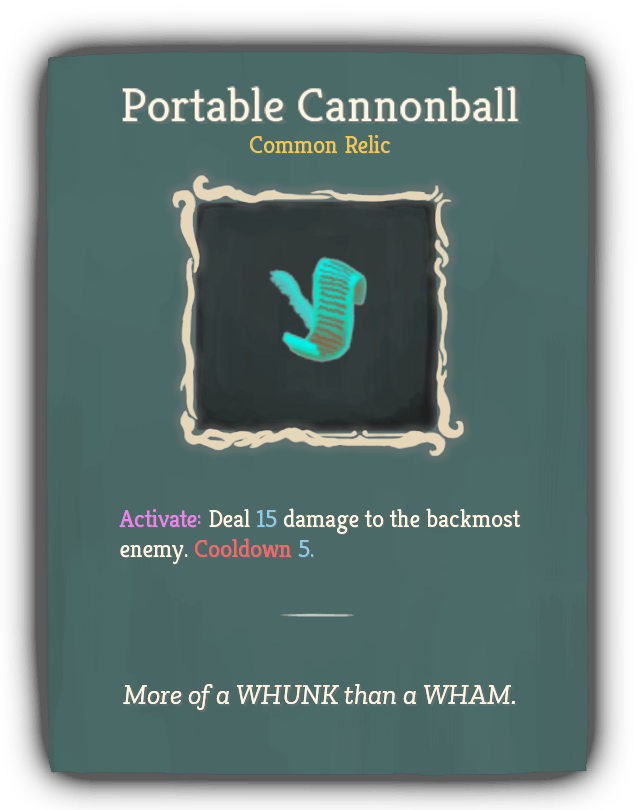 Portable Cannonball
Common Relic
Activate: Deal 15 damage to the backmost
enemy. Cooldown 5.
More of a WHUNK than a WHAM.